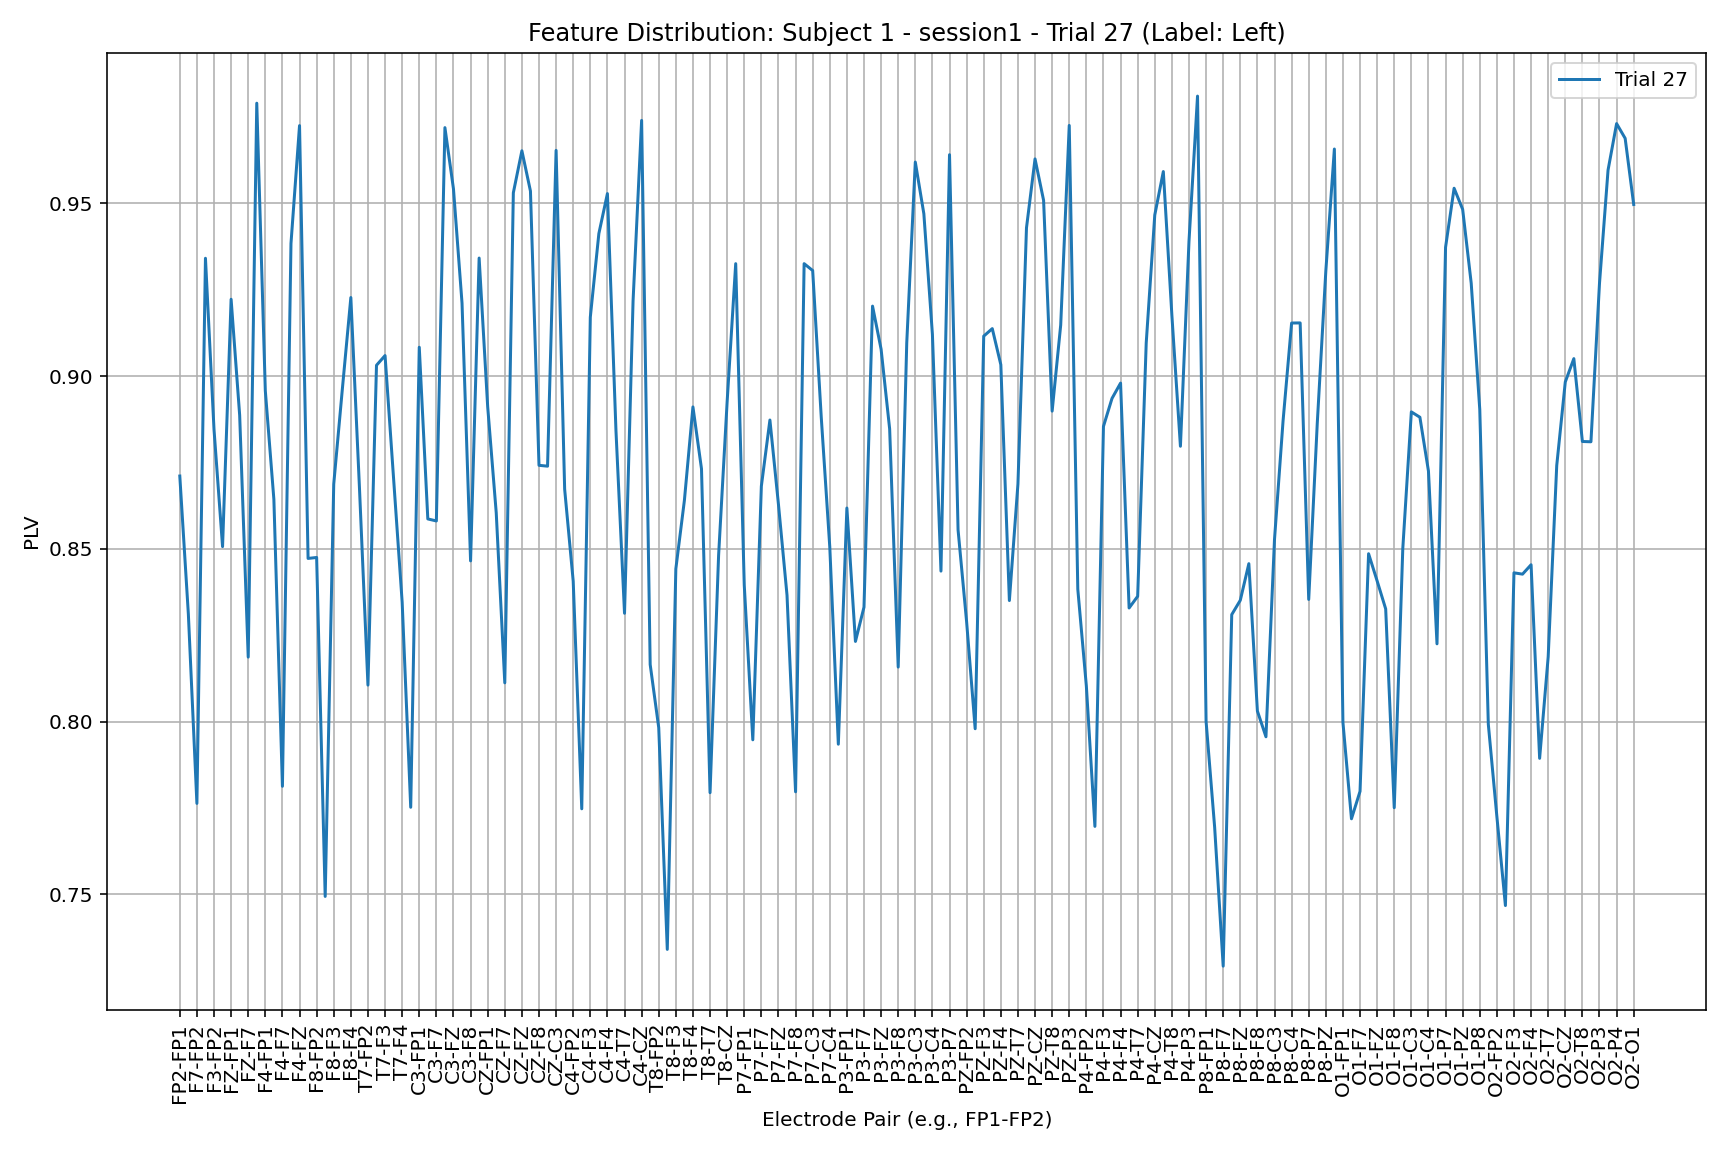 Feature Distribution: Subject 1 - session1 - Trial 27 (Label: Left)
Trial 27
PLV
0.95
0.90
0.85
0.80
0.75
FP2-FP1
F7-FP2
F3-FP2
FZ-FP1
FZ-F7
F4-FP1
F4-F7
F4-FZ
F8-FP2
F8-F3
F8-F4
T7-FP2
T7-F3
T7-F4
C3-FP1
C3-F7
C3-FZ
C3-F8
CZ-FP1
CZ-F7
CZ-FZ
CZ-F8
CZ-C3
C4-FP2
C4-F3
C4-F4
C4-T7
C4-CZ
T8-FP2
T8-F3
T8-F4
T8-T7
T8-CZ
P7-FP1
P7-F7
P7-FZ
P7-F8
P7-C3
P7-C4
P3-FP1
P3-F7
P3-FZ
P3-F8
P3-C3
P3-C4
P3-P7
PZ-FP2
PZ-F3
PZ-F4
PZ-T7
PZ-CZ
PZ-T8
PZ-P3
P4-FP2
P4-F3
P4-F4
P4-T7
P4-CZ
P4-T8
P4-P3
P8-FP1
P8-F7
P8-FZ
P8-F8
P8-C3
P8-C4
P8-P7
P8-PZ
O1-FP1
O1-F7
O1-FZ
O1-F8
O1-C3
O1-C4
O1-P7
O1-PZ
O1-P8
O2-FP2
O2-F3
O2-F4
O2-T7
O2-CZ
O2-T8
O2-P3
O2-P4
O2-O1
Electrode Pair (e.g., FP1-FP2)